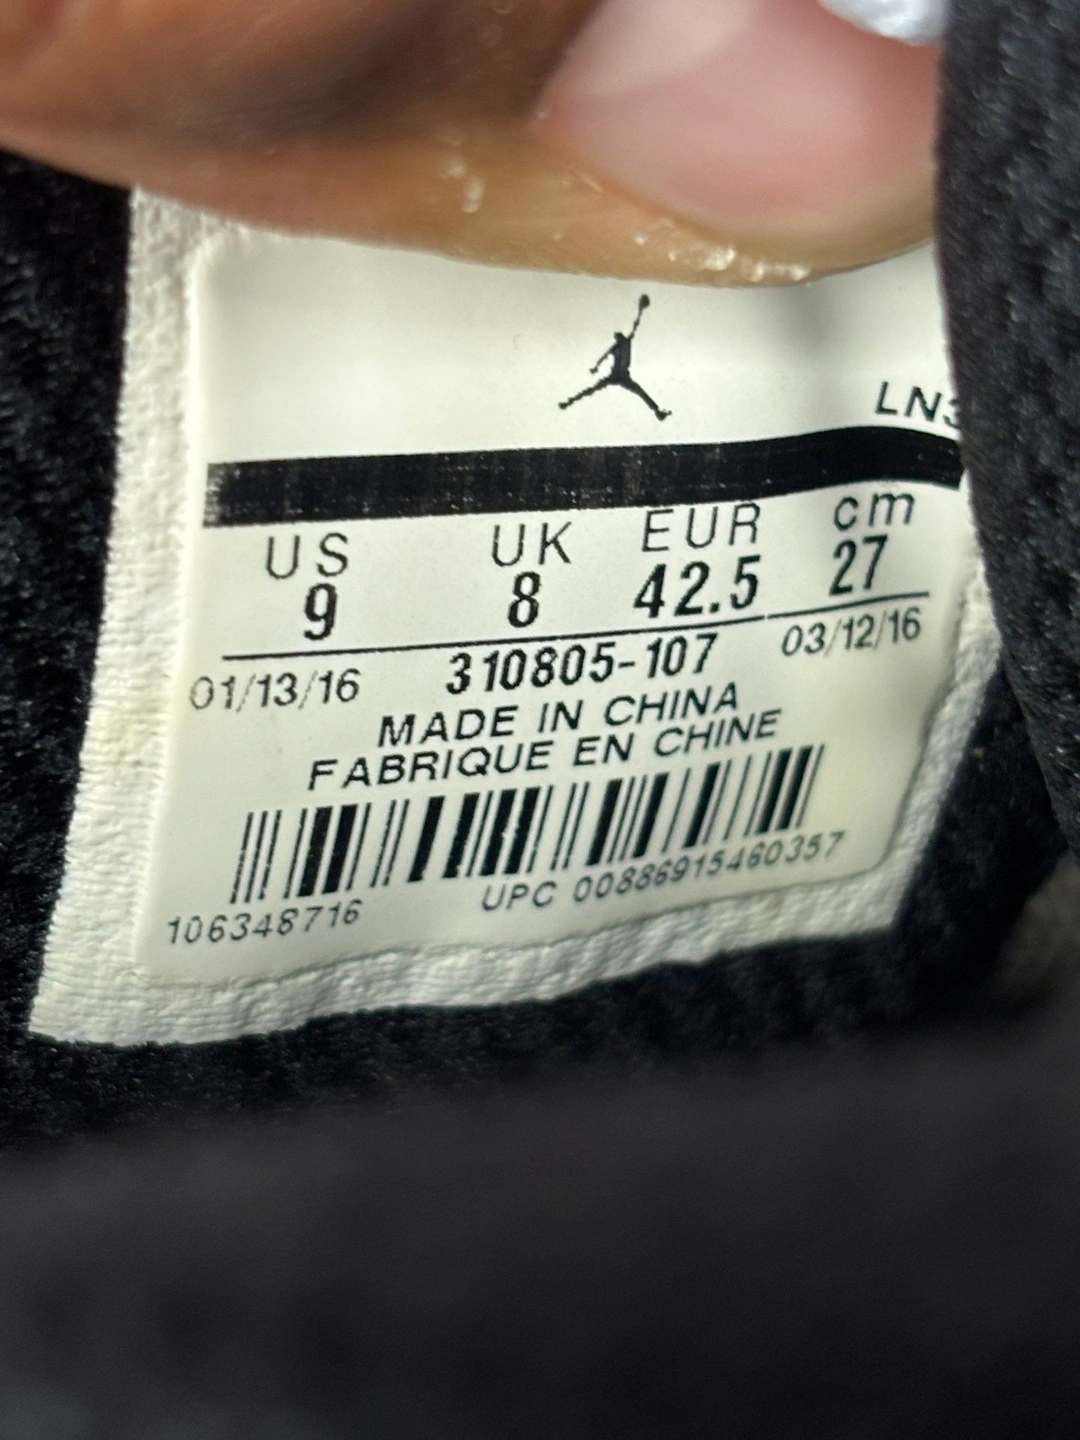 LN3
US UK EUR cm
9 8 42.5 27
01/13/16 310805-107 03/12/16
MADE IN CHINA
FABRIQUE EN CHINE
106348716 UPC 00886915460357